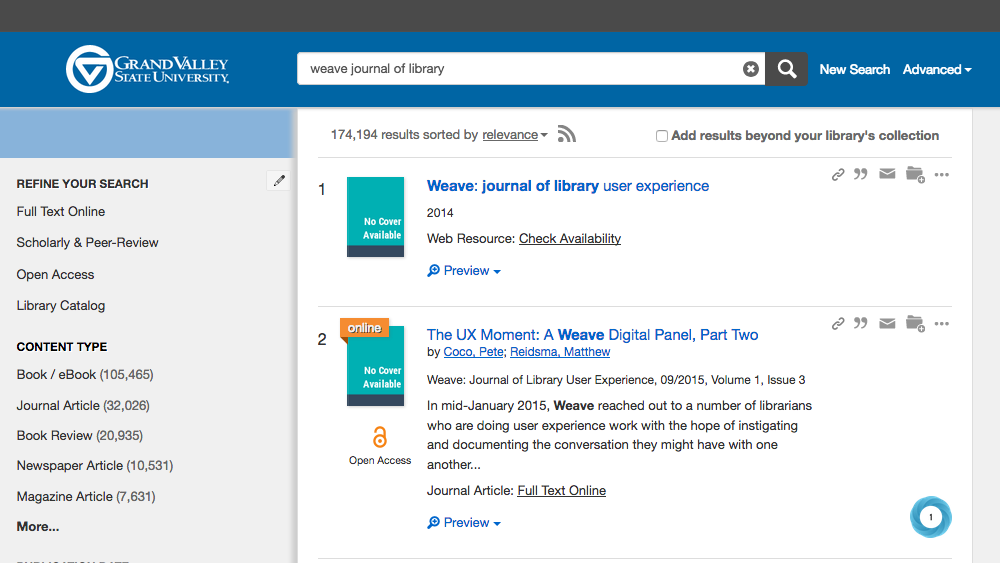 GRAND VALLEY
STATE UNIVERSITY
weave journal of library
New Search
Advanced
174,194 results sorted by relevance
Add results beyond your library's collection
REFINE YOUR SEARCH
Full Text Online
Scholarly & Peer-Review
Open Access
Library Catalog
CONTENT TYPE
Book / eBook (105,465)
Journal Article (32,026)
Book Review (20,935)
Newspaper Article (10,531)
Magazine Article (7,631)
More...
1
No Cover
Available
Weave: journal of library user experience
2014
Web Resource: Check Availability
Preview
2
online
No Cover
Available
Open Access
The UX Moment: A Weave Digital Panel, Part Two
by Coco, Pete; Reidsma, Matthew
Weave: Journal of Library User Experience, 09/2015, Volume 1, Issue 3
In mid-January 2015, Weave reached out to a number of librarians
who are doing user experience work with the hope of instigating
and documenting the conversation they might have with one
another...
Journal Article: Full Text Online
Preview
1